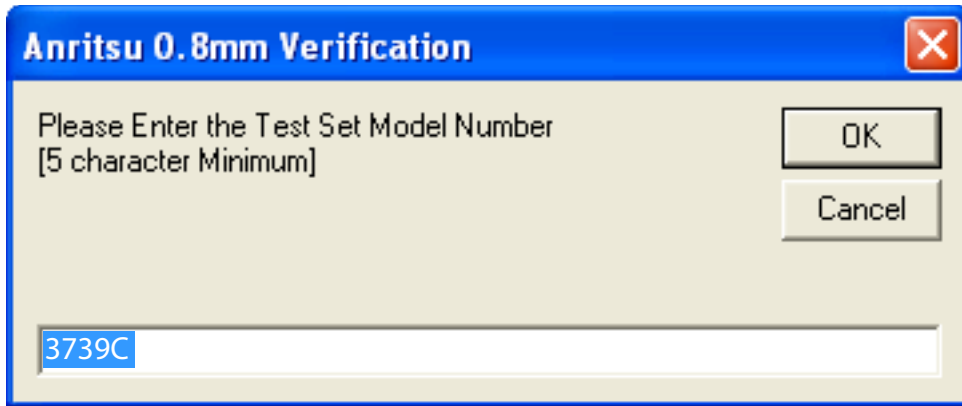 Anritsu 0.8mm Verification
Please Enter the Test Set Model Number
[5 character Minimum]
OK
Cancel
3739C